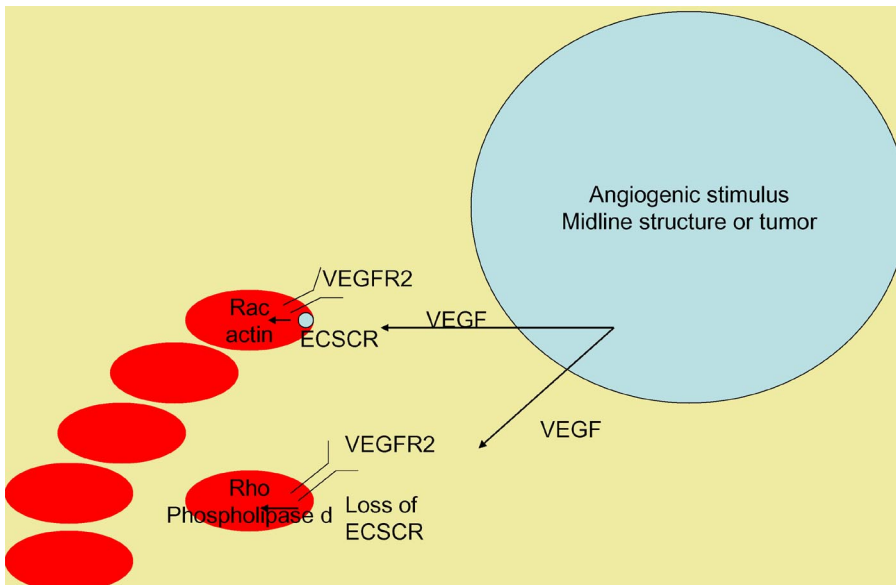 Angiogenic stimulus
Midline structure or tumor
VEGFR2
Rac
actin
ECSCR
VEGF
VEGF
VEGFR2
Rho
Phospholipase d
Loss of
ECSCR